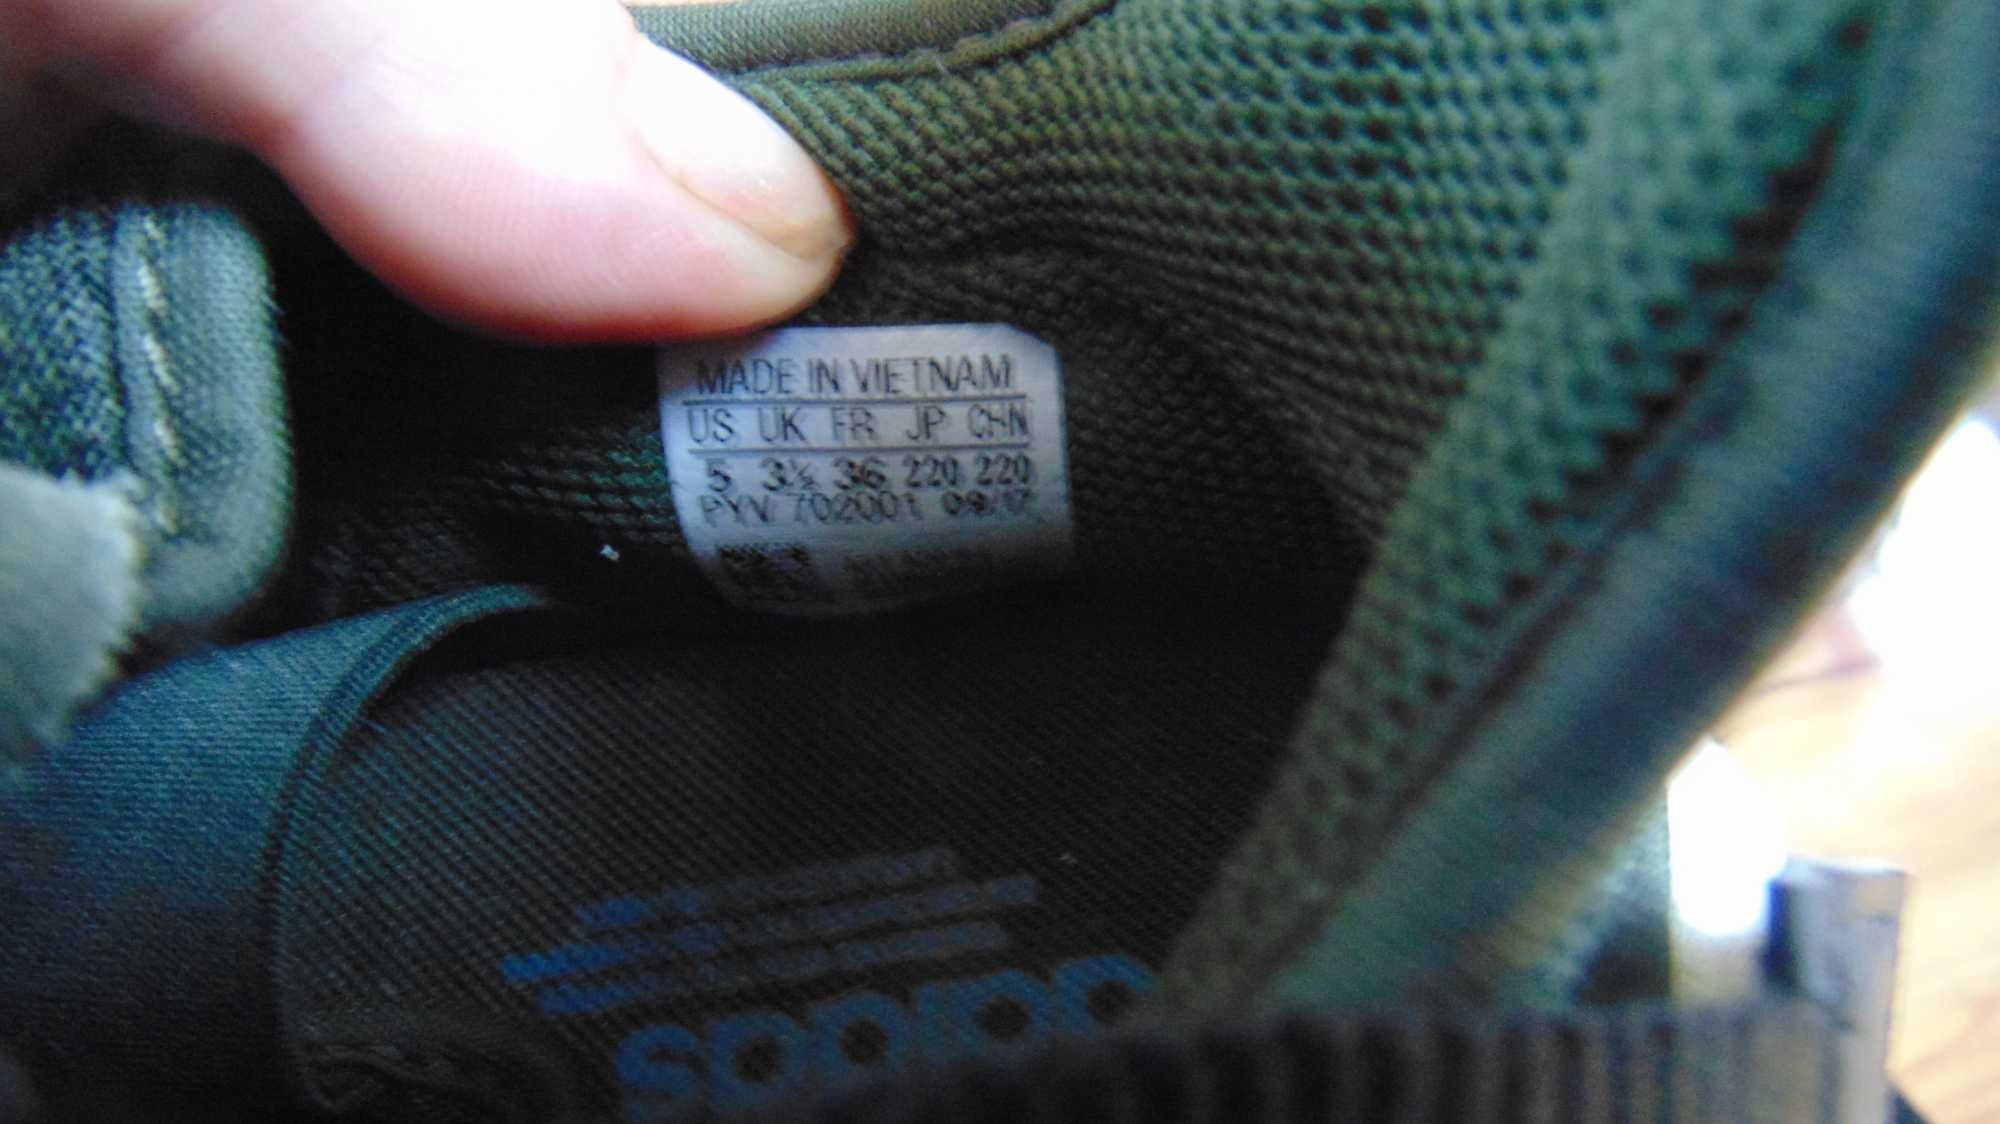 MADE IN VIETNAM
US UK FR JP CHN
5 3½ 36 220 220
PYV 702001 09/17
adidas